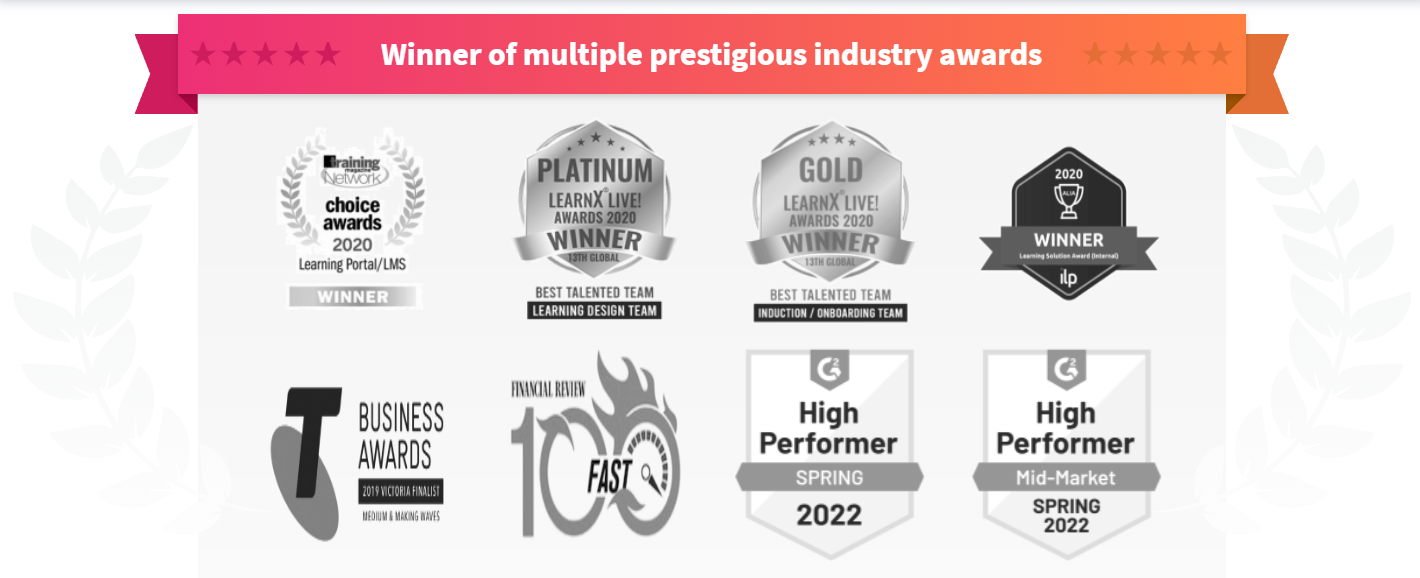 Winner of multiple prestigious industry awards
Training
magazine
Network
choice
awards
2020
Learning Portal/LMS
WINNER
PLATINUM
LEARNX® LIVE!
AWARDS 2020
WINNER
13TH GLOBAL
BEST TALENTED TEAM
LEARNING DESIGN TEAM
GOLD
LEARNX® LIVE!
AWARDS 2020
WINNER
13TH GLOBAL
BEST TALENTED TEAM
INDUCTION / ONBOARDING TEAM
2020
ALIA
WINNER
Learning Solution Award (Internal)
ilp
T
BUSINESS
AWARDS
2019 VICTORIA FINALIST
MEDIUM & MAKING WAVES
FINANCIAL REVIEW
100
FAST
G2
High
Performer
SPRING
2022
G2
High
Performer
Mid-Market
SPRING
2022